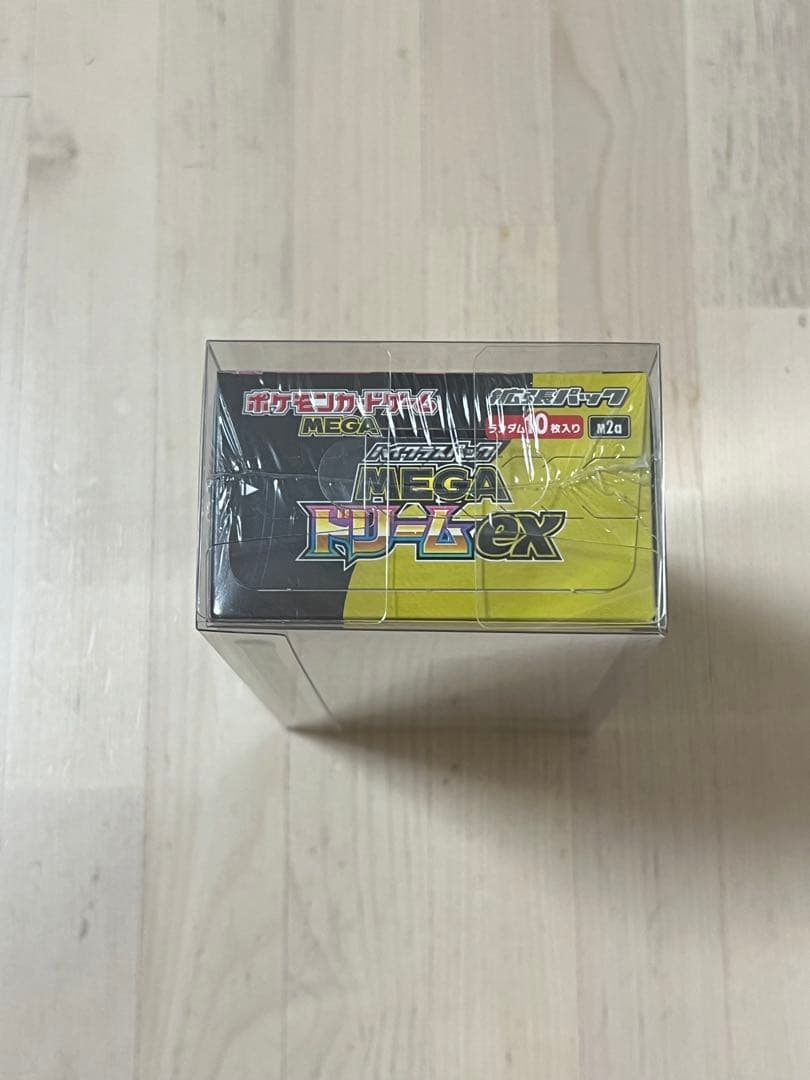 ポケモンカードゲーム
MEGA
拡張パック
ランダム10枚入り
M2a
ハイクラスパック
MEGA
ドリームex